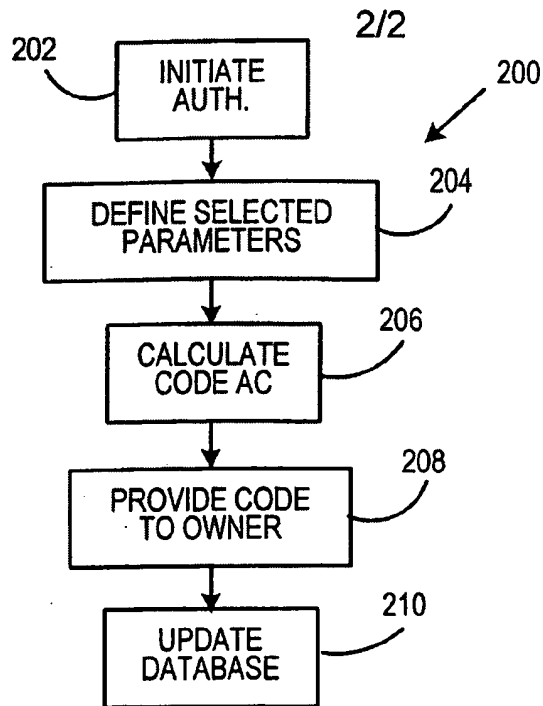 2/2
202
INITIATE
AUTH.
200
DEFINE SELECTED
PARAMETERS
204
CALCULATE
CODE AC
206
PROVIDE CODE
TO OWNER
208
UPDATE
DATABASE
210